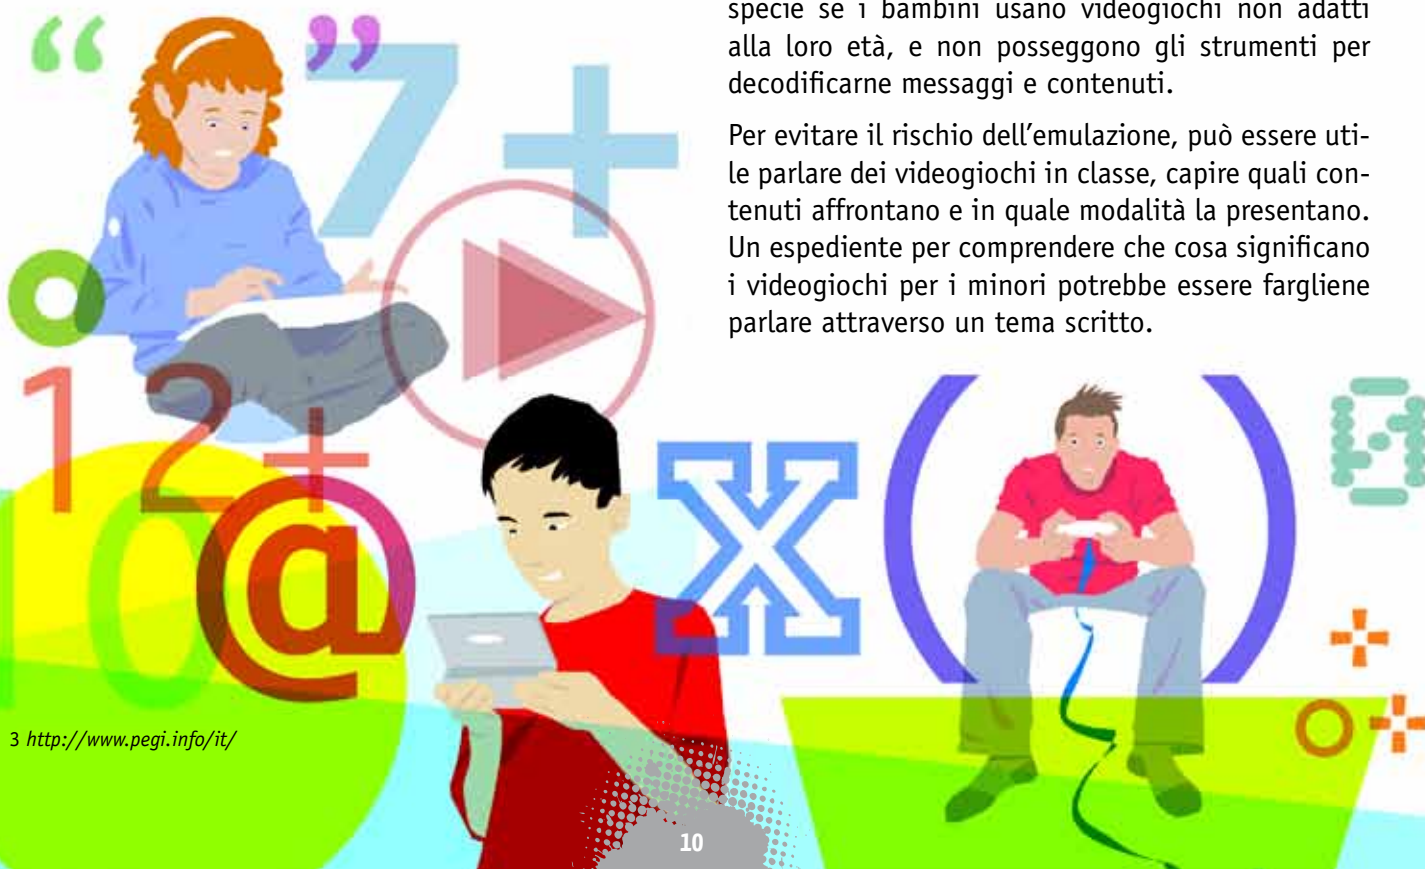 specie se i bambini usano videogiochi non adatti
alla loro età, e non posseggono gli strumenti per
decodificarne messaggi e contenuti.
Per evitare il rischio dell’emulazione, può essere uti-
le parlare dei videogiochi in classe, capire quali con-
tenuti affrontano e in quale modalità la presentano.
Un espediente per comprendere che cosa significano
i videogiochi per i minori potrebbe essere fargliene
parlare attraverso un tema scritto.
“ ”
7+
12+
10
@
X
(
)
3 http://www.pegi.info/it/
10